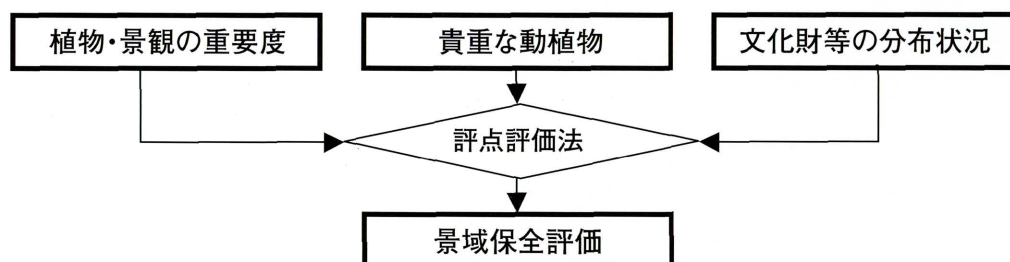 植物・景観の重要度
貴重な動植物
文化財等の分布状況
評点評価法
景域保全評価